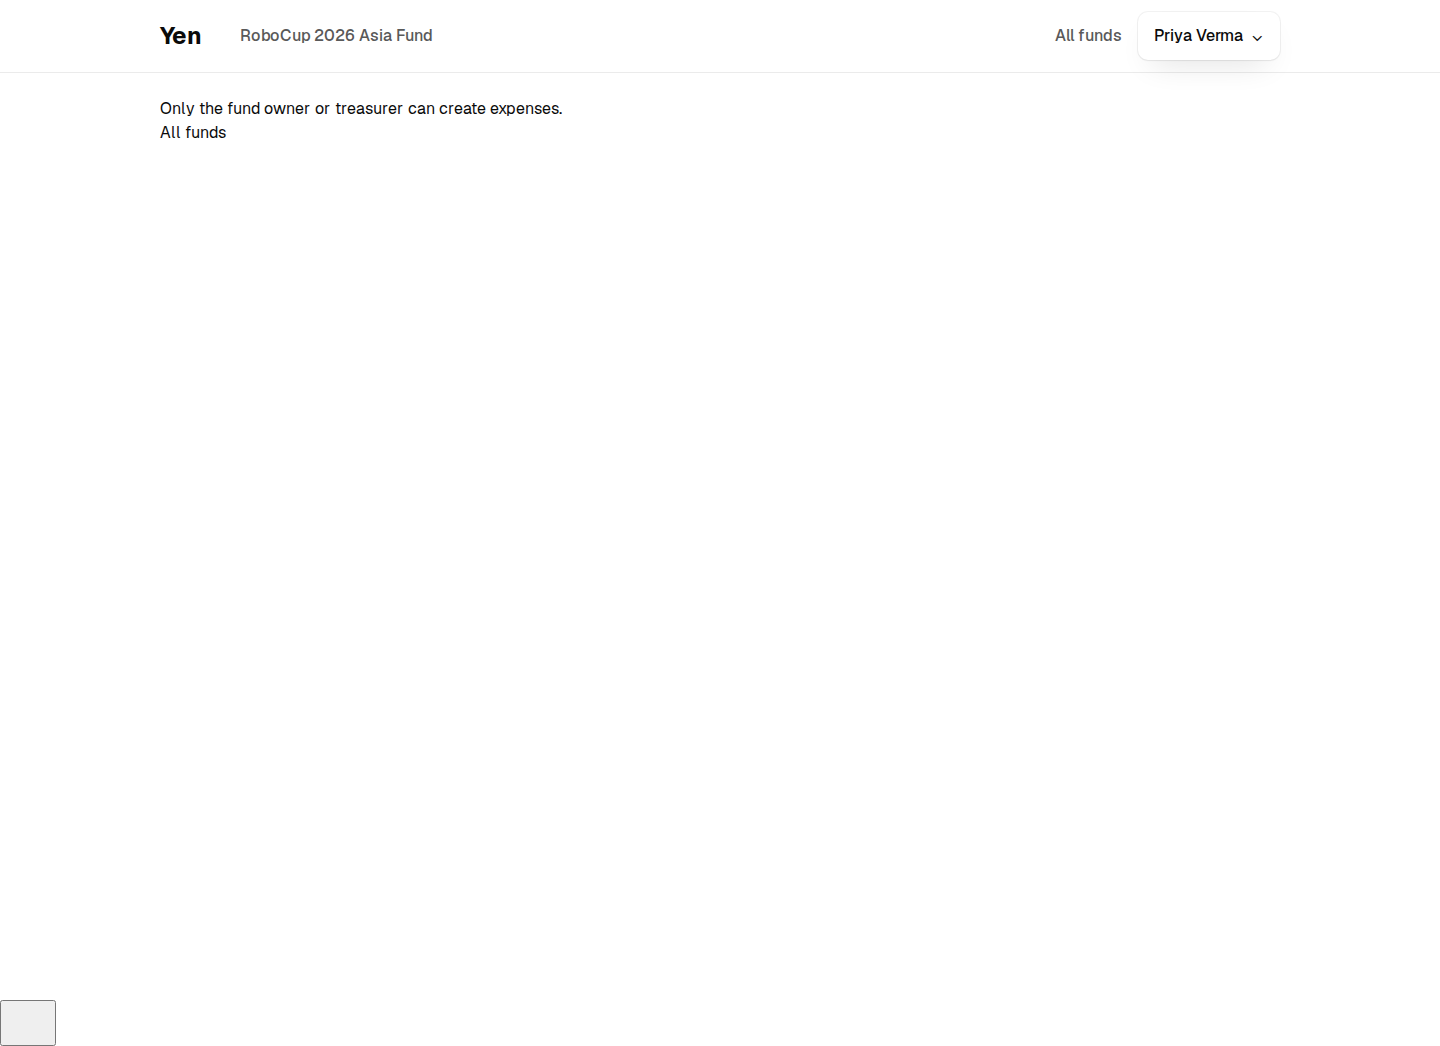 Yen
RoboCup 2026 Asia Fund
All funds
Priya Verma
Only the fund owner or treasurer can create expenses.
All funds